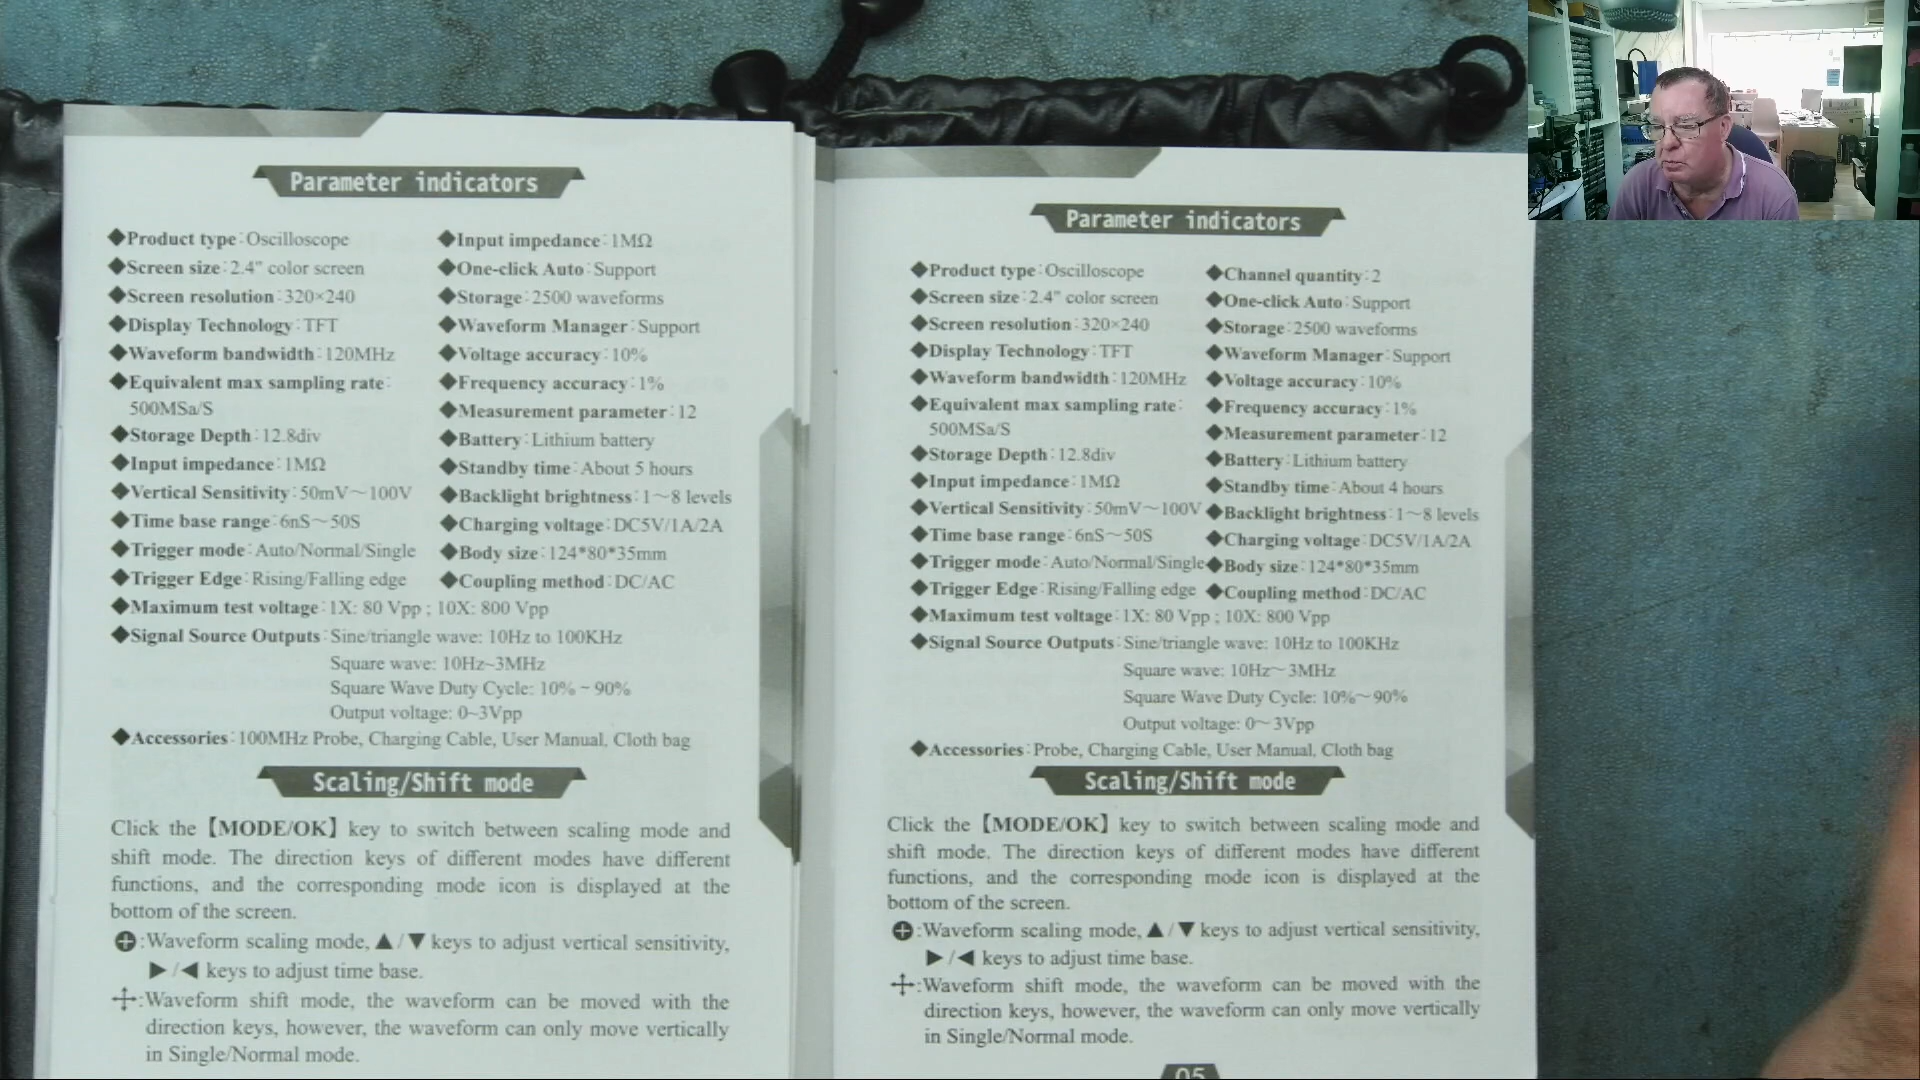 Parameter indicators
◆Product type:Oscilloscope
◆Screen size:2.4" color screen
◆Screen resolution:320×240
◆Display Technology:TFT
◆Waveform bandwidth:120MHz
◆Equivalent max sampling rate:
500MSa/S
◆Storage Depth:12.8div
◆Input impedance:1MΩ
◆Vertical Sensitivity:50mV～100V
◆Time base range:6nS～50S
◆Trigger mode:Auto/Normal/Single
◆Trigger Edge:Rising/Falling edge
◆Input impedance:1MΩ
◆One-click Auto:Support
◆Storage:2500 waveforms
◆Waveform Manager:Support
◆Voltage accuracy:10%
◆Frequency accuracy:1%
◆Measurement parameter:12
◆Battery:Lithium battery
◆Standby time:About 5 hours
◆Backlight brightness:1～8 levels
◆Charging voltage:DC5V/1A/2A
◆Body size:124*80*35mm
◆Coupling method:DC/AC
◆Maximum test voltage:1X: 80 Vpp ; 10X: 800 Vpp
◆Signal Source Outputs:Sine/triangle wave: 10Hz to 100KHz
Square wave: 10Hz~3MHz
Square Wave Duty Cycle: 10% ~ 90%
Output voltage: 0~3Vpp
◆Accessories:100MHz Probe, Charging Cable, User Manual, Cloth bag
Scaling/Shift mode
Click the【MODE/OK】key to switch between scaling mode and
shift mode. The direction keys of different modes have different
functions, and the corresponding mode icon is displayed at the
bottom of the screen.
:Waveform scaling mode, ▲/▼ keys to adjust vertical sensitivity,
▶/◀ keys to adjust time base.
:Waveform shift mode, the waveform can be moved with the
direction keys, however, the waveform can only move vertically
in Single/Normal mode.
Parameter indicators
◆Product type:Oscilloscope
◆Screen size:2.4" color screen
◆Screen resolution:320×240
◆Display Technology:TFT
◆Waveform bandwidth:120MHz
◆Equivalent max sampling rate:
500MSa/S
◆Storage Depth:12.8div
◆Input impedance:1MΩ
◆Vertical Sensitivity:50mV～100V
◆Time base range:6nS～50S
◆Trigger mode:Auto/Normal/Single
◆Trigger Edge:Rising/Falling edge
◆Channel quantity:2
◆One-click Auto:Support
◆Storage:2500 waveforms
◆Waveform Manager:Support
◆Voltage accuracy:10%
◆Frequency accuracy:1%
◆Measurement parameter:12
◆Battery:Lithium battery
◆Standby time:About 4 hours
◆Backlight brightness:1～8 levels
◆Charging voltage:DC5V/1A/2A
◆Body size:124*80*35mm
◆Coupling method:DC/AC
◆Maximum test voltage:1X: 80 Vpp ; 10X: 800 Vpp
◆Signal Source Outputs:Sine/triangle wave: 10Hz to 100KHz
Square wave: 10Hz～3MHz
Square Wave Duty Cycle: 10%～90%
Output voltage: 0～3Vpp
◆Accessories:Probe, Charging Cable, User Manual, Cloth bag
Scaling/Shift mode
Click the【MODE/OK】key to switch between scaling mode and
shift mode. The direction keys of different modes have different
functions, and the corresponding mode icon is displayed at the
bottom of the screen.
:Waveform scaling mode, ▲/▼ keys to adjust vertical sensitivity,
▶/◀ keys to adjust time base.
:Waveform shift mode, the waveform can be moved with the
direction keys, however, the waveform can only move vertically
in Single/Normal mode.
05